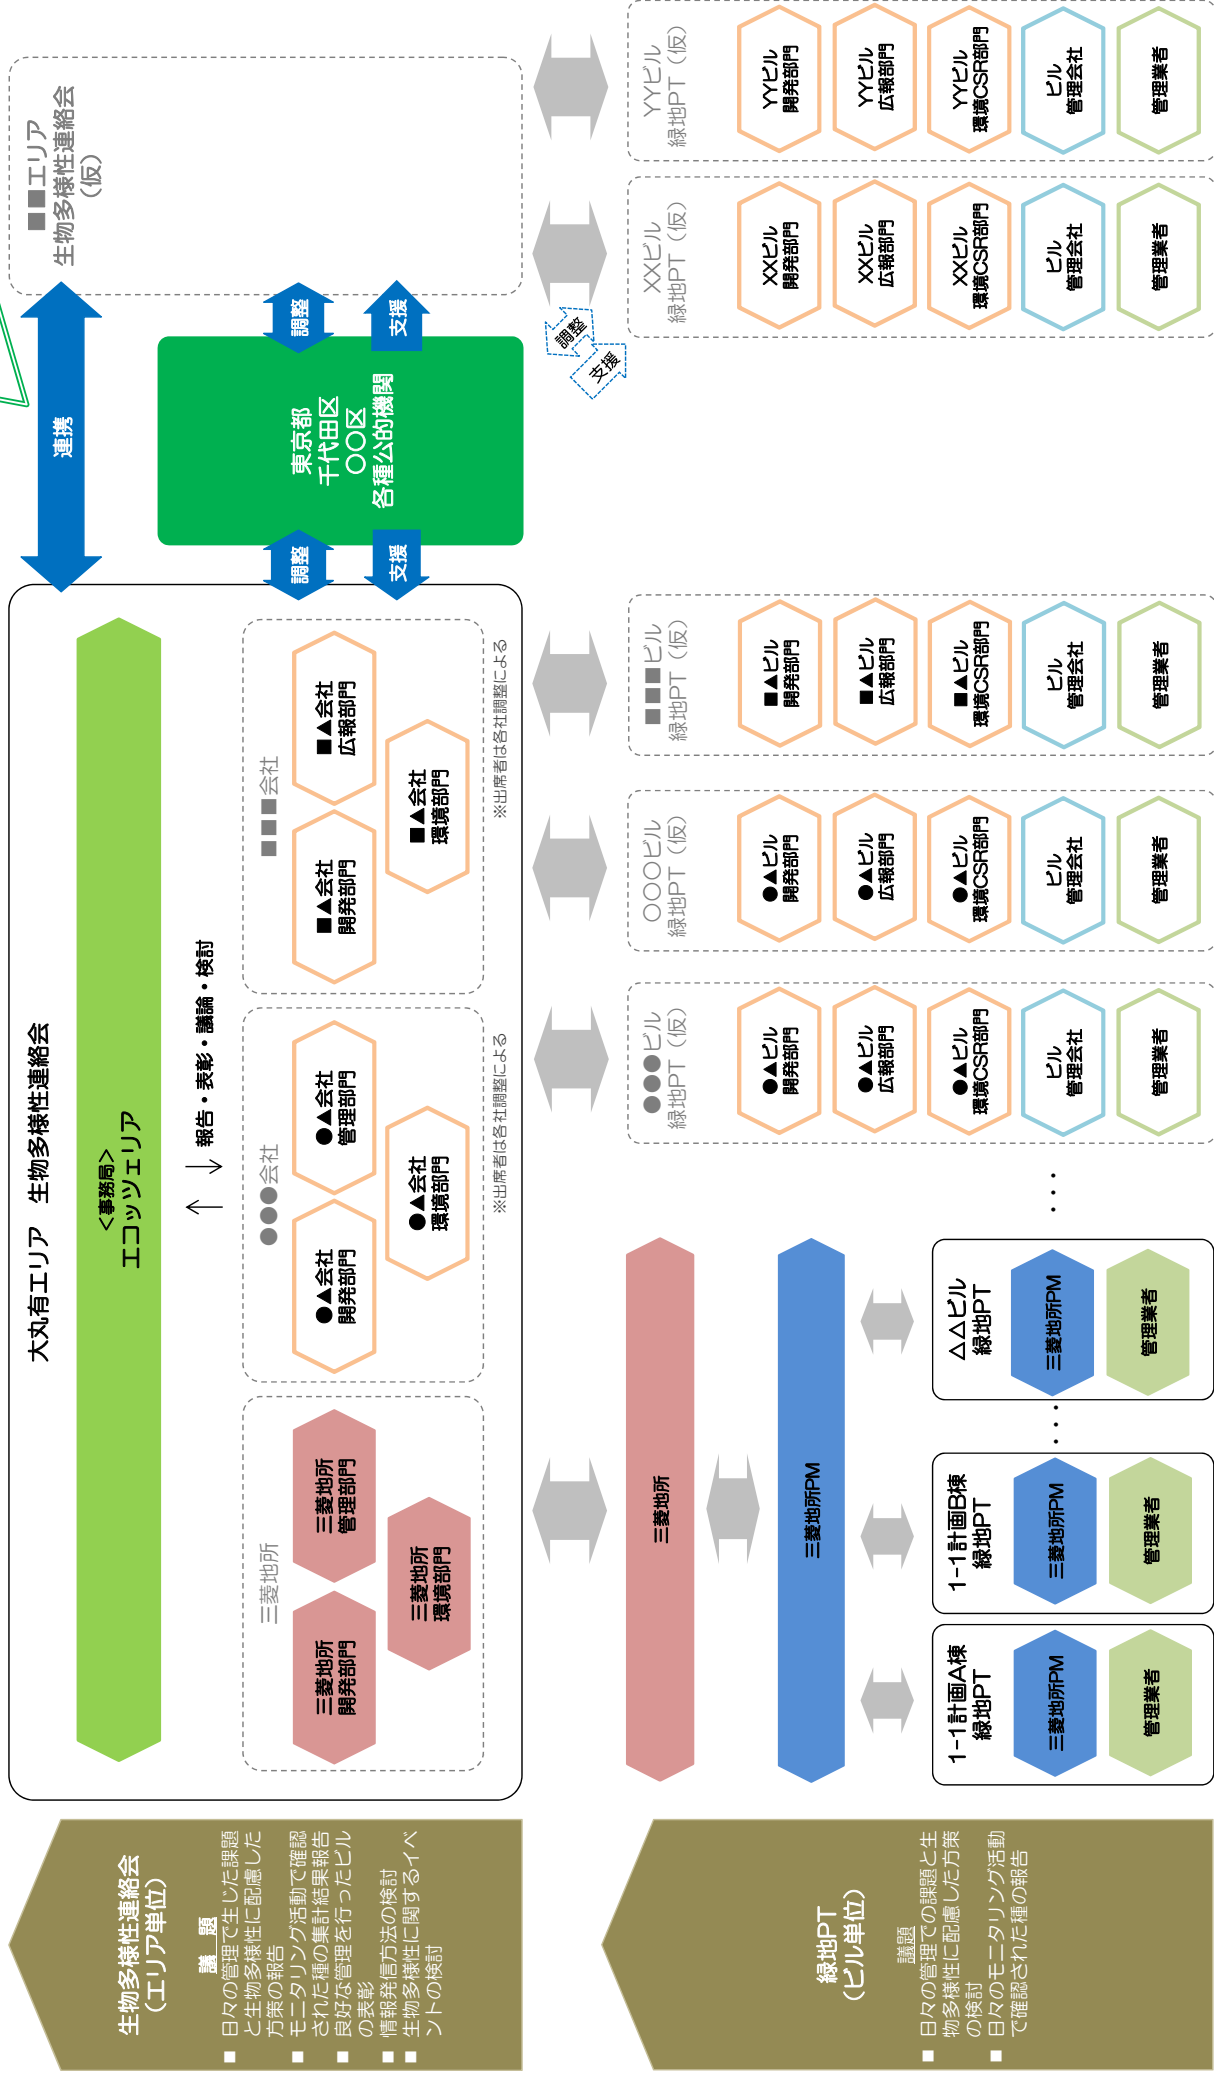 生物多様性連絡会
（エリア単位）
議　題
■ 日々の管理で生じた課題
と生物多様性に配慮した
方策の報告
■ モニタリング活動で確認
された種の集計結果報告
■ 良好な管理を行ったビル
の表彰
■ 情報発信方法の検討
■ 生物多様性に関するイベ
ントの検討
大丸有エリア　生物多様性連絡会
＜事務局＞
エコッツェリア
報告・表彰・議論・検討
三菱地所
三菱地所
開発部門
三菱地所
管理部門
三菱地所
環境部門
●●●会社
●▲会社
開発部門
●▲会社
管理部門
●▲会社
環境部門
※出席者は各社調整による
■■■会社
■▲会社
開発部門
■▲会社
広報部門
■▲会社
環境部門
※出席者は各社調整による
連携
調整
支援
東京都
千代田区
〇〇区
各種公的機関
調整
支援
■■エリア
生物多様性連絡会
（仮）
調整
支援
緑地PT
（ビル単位）
議題
■ 日々の管理での課題と生
物多様性に配慮した方策
の検討
■ 日々のモニタリング活動
で確認された種の報告
三菱地所
三菱地所PM
1-1計画A棟
緑地PT
三菱地所PM
管理業者
1-1計画B棟
緑地PT
三菱地所PM
管理業者
・・・
△△ビル
緑地PT
三菱地所PM
管理業者
・・・
●●●ビル
緑地PT（仮）
●▲ビル
開発部門
●▲ビル
広報部門
●▲ビル
環境CSR部門
ビル
管理会社
管理業者
〇〇〇ビル
緑地PT（仮）
●▲ビル
開発部門
●▲ビル
広報部門
●▲ビル
環境CSR部門
ビル
管理会社
管理業者
■■■ビル
緑地PT（仮）
■▲ビル
開発部門
■▲ビル
広報部門
■▲ビル
環境CSR部門
ビル
管理会社
管理業者
XXビル
緑地PT（仮）
XXビル
開発部門
XXビル
広報部門
XXビル
環境CSR部門
ビル
管理会社
管理業者
YYビル
緑地PT（仮）
YYビル
開発部門
YYビル
広報部門
YYビル
環境CSR部門
ビル
管理会社
管理業者